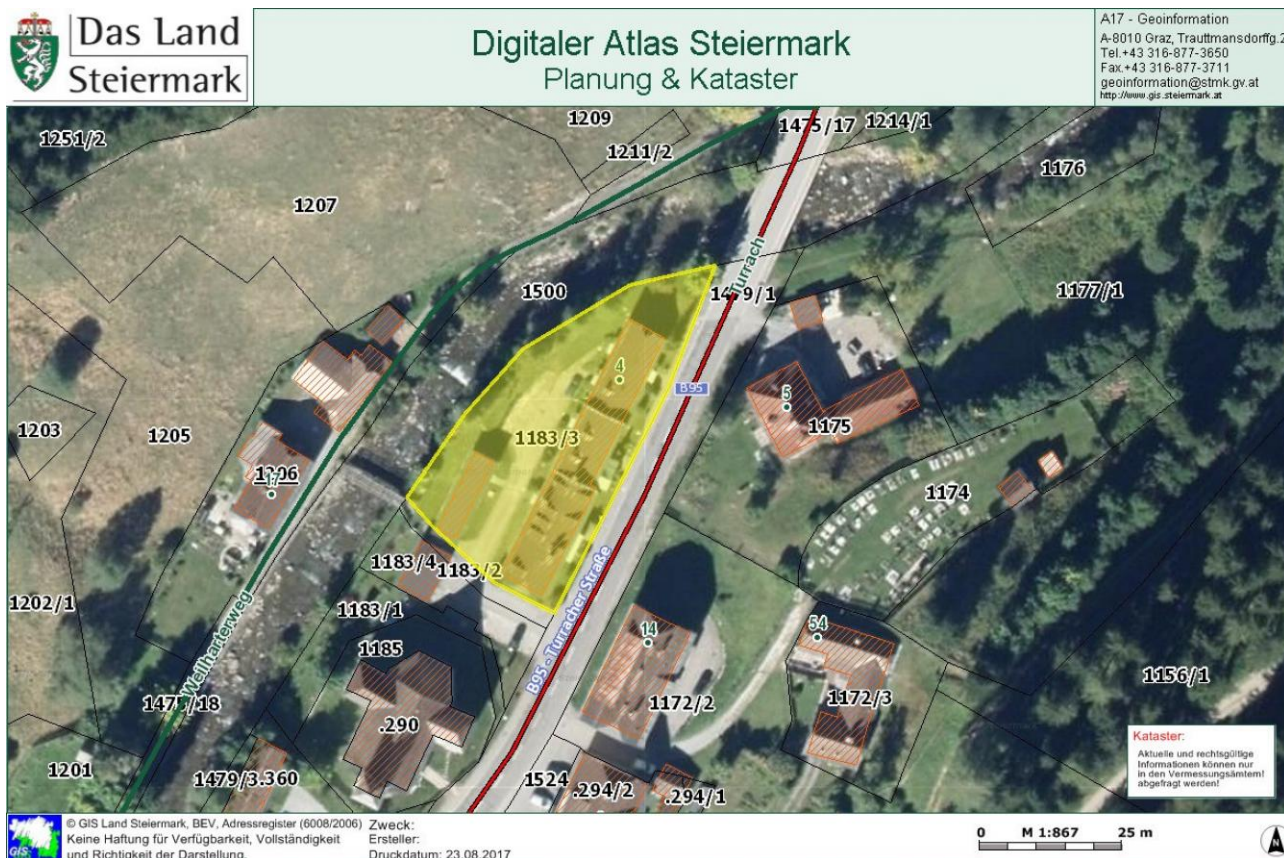 Das Land
Steiermark
Digitaler Atlas Steiermark
Planung & Kataster
A17 - Geoinformation
A-8010 Graz, Trauttmansdorffg.2
Tel.+43 316-877-3650
Fax.+43 316-877-3711
geoinformation@stmk.gv.at
http://www.gis.steiermark.at
1251/2
1209
1211/2
1475/17
1214/1
1176
1207
1500
Turrach
1177/1
4
B95
5
1175
1203
1205
1183/3
1206
17
1174
1183/4
1183/2
1202/1
1183/1
B95 - Turracher Straße
14
54
1185
Weilharterweg
1156/1
1172/2
1172/3
.290
1201
1479/3
.360
1524
.294/2
.294/1
Kataster:
Aktuelle und rechtsgültige
Informationen können nur
in den Vermessungsämtern!
abgefragt werden!
GIS
© GIS Land Steiermark, BEV, Adressregister (6008/2006)
Keine Haftung für Verfügbarkeit, Vollständigkeit
und Richtigkeit der Darstellung.
Zweck:
Ersteller:
Druckdatum: 23.08.2017
0 M 1:867 25 m
N